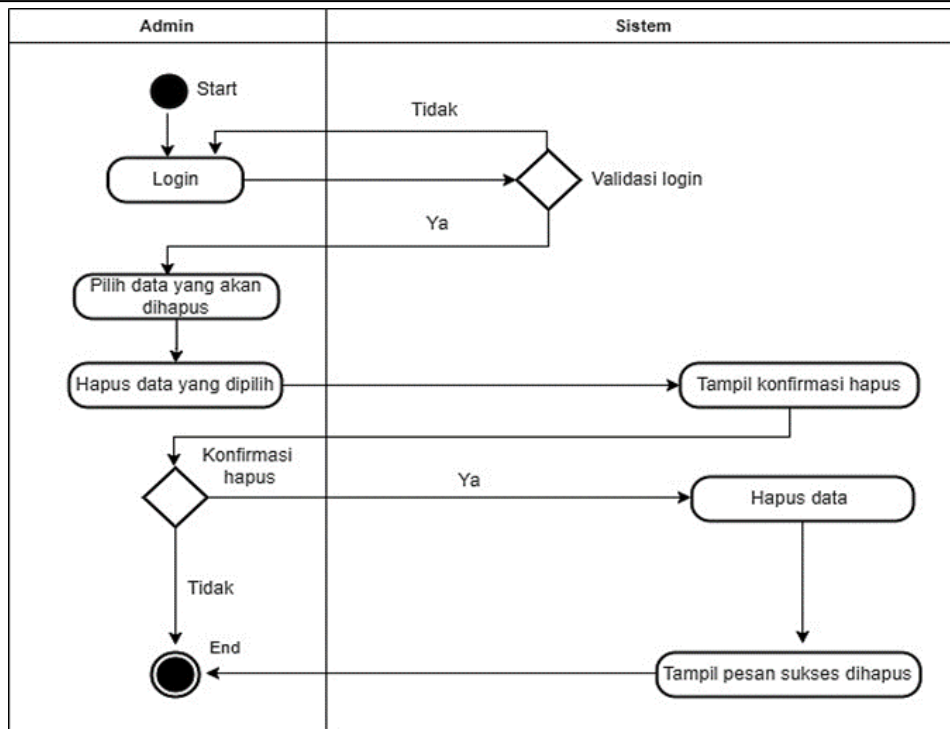 Admin
Sistem
Start
Tidak
Login
Validasi login
Ya
Pilih data yang akan
dihapus
Hapus data yang dipilih
Tampil konfirmasi hapus
Konfirmasi
hapus
Ya
Hapus data
Tidak
End
Tampil pesan sukses dihapus